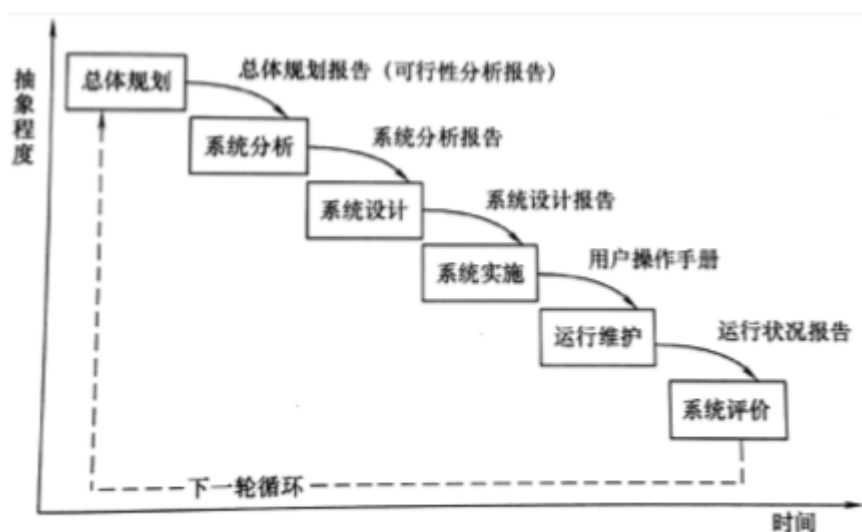 抽象程度
总体规划
总体规划报告（可行性分析报告）
系统分析
系统分析报告
系统设计
系统设计报告
系统实施
用户操作手册
运行维护
运行状况报告
系统评价
下一轮循环
时间